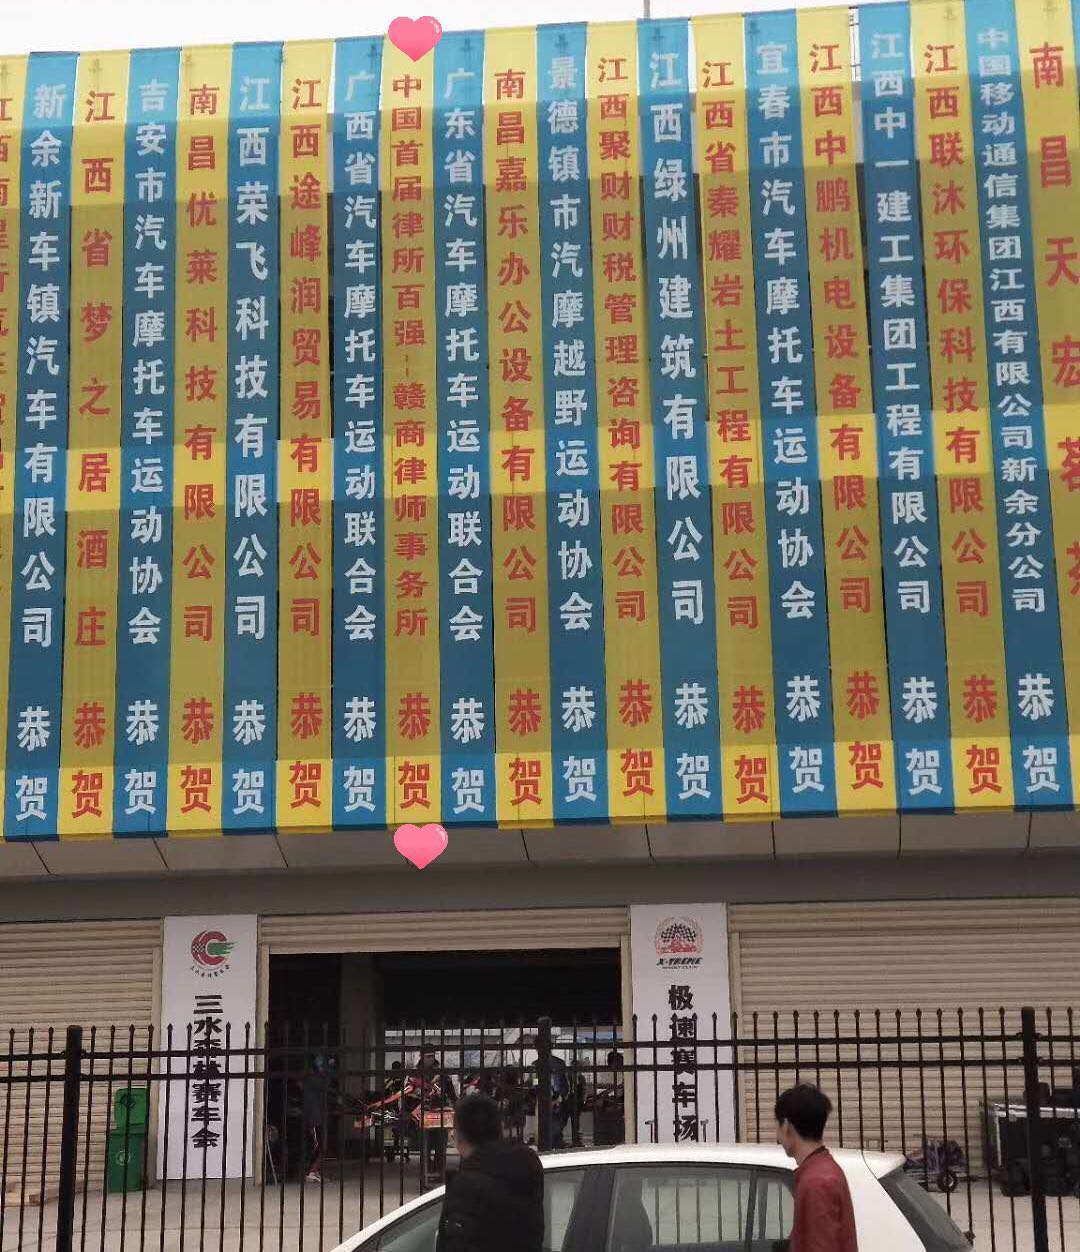 新余新车镇汽车有限公司 恭贺
江西省梦之居酒庄 恭贺
吉安市汽车摩托车运动协会 恭贺
南昌优莱科技有限公司 恭贺
江西荣飞科技有限公司 恭贺
江西途峰润贸易有限公司 恭贺
广西省汽车摩托车运动联合会 恭贺
中国首届律所百强--赣商律师事务所 恭贺
广东省汽车摩托车运动联合会 恭贺
南昌嘉乐办公设备有限公司 恭贺
景德镇市汽摩越野运动协会 恭贺
江西聚财财税管理咨询有限公司 恭贺
江西绿州建筑有限公司 恭贺
江西省秦耀岩土工程有限公司 恭贺
宜春市汽车摩托车运动协会 恭贺
江西中鹏机电设备有限公司 恭贺
江西中一建工集团工程有限公司 恭贺
江西联沐环保科技有限公司 恭贺
中国移动通信集团江西有限公司新余分公司 恭贺
南昌天宏茗茶
三水森林赛车会
X-TREME
极速赛车场